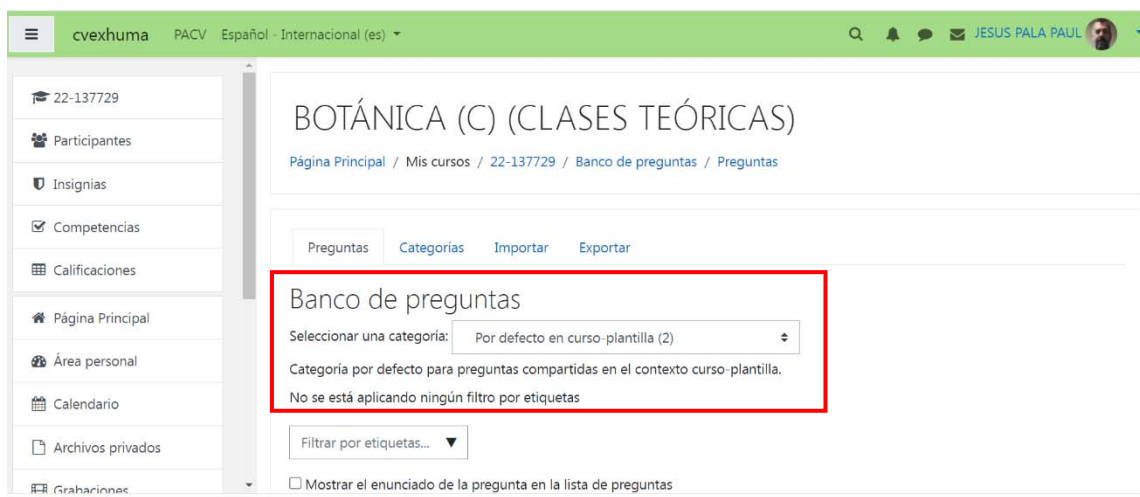 cvexhuma PACV Español - Internacional (es) JESUS PALA PAUL
22-137729
Participantes
Insignias
Competencias
Calificaciones
Página Principal
Área personal
Calendario
Archivos privados
Grabaciones
BOTÁNICA (C) (CLASES TEÓRICAS)
Página Principal / Mis cursos / 22-137729 / Banco de preguntas / Preguntas
Preguntas Categorías Importar Exportar
Banco de preguntas
Seleccionar una categoría: Por defecto en curso-plantilla (2)
Categoría por defecto para preguntas compartidas en el contexto curso-plantilla.
No se está aplicando ningún filtro por etiquetas
Filtrar por etiquetas... ▼
Mostrar el enunciado de la pregunta en la lista de preguntas